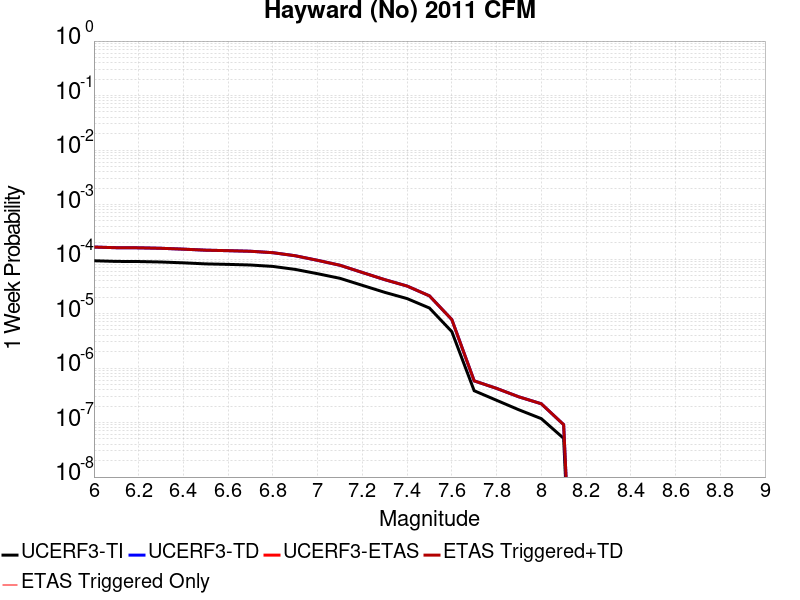 Hayward (No) 2011 CFM
10^0
10^-1
10^-2
10^-3
10^-4
10^-5
10^-6
10^-7
10^-8
1 Week Probability
6 6.2 6.4 6.6 6.8 7 7.2 7.4 7.6 7.8 8 8.2 8.4 8.6 8.8 9
Magnitude
UCERF3-TI UCERF3-TD UCERF3-ETAS ETAS Triggered+TD
ETAS Triggered Only